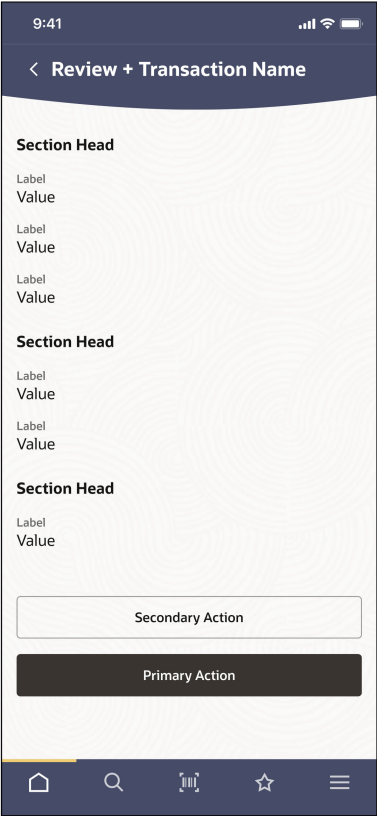 9:41
Review + Transaction Name
Section Head
Label
Value
Label
Value
Label
Value
Section Head
Label
Value
Label
Value
Section Head
Label
Value
Secondary Action
Primary Action